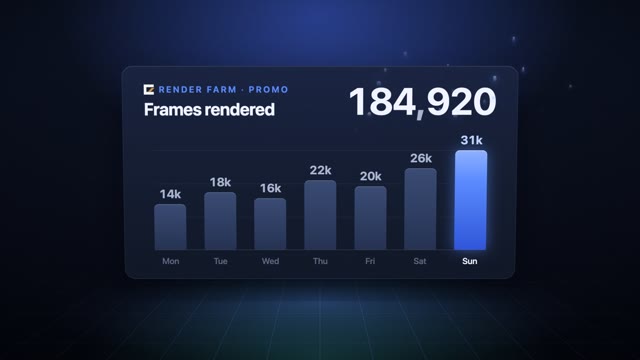 RENDER FARM · PROMO
Frames rendered
184,920
14k
18k
16k
22k
20k
26k
31k
Mon
Tue
Wed
Thu
Fri
Sat
Sun